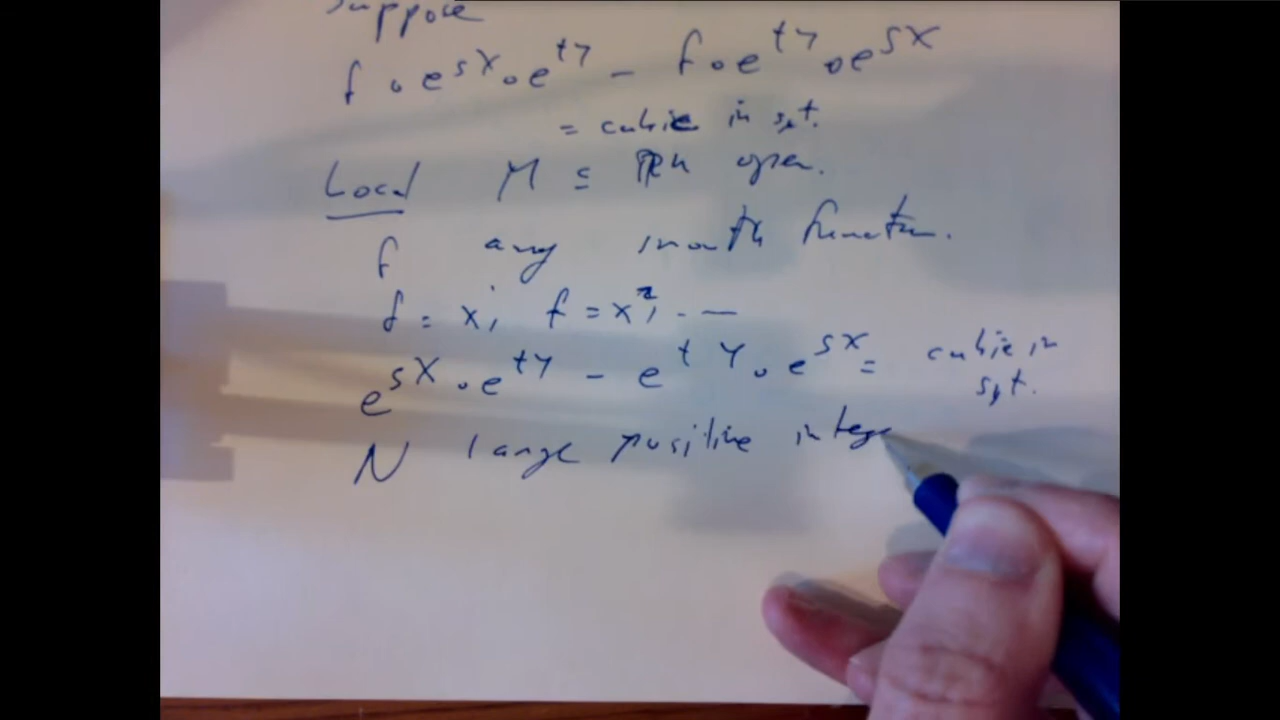 Suppose
f ∘ e^{sX} ∘ e^{tY} - f ∘ e^{tY} ∘ e^{sX}
= cubic in s, t.
Local M ⊆ ℝⁿ open.
f any smooth function.
f = x¹, f = x², . —
e^{sX} ∘ e^{tY} - e^{tY} ∘ e^{sX} = cubic in
s, t.
N large positive intege